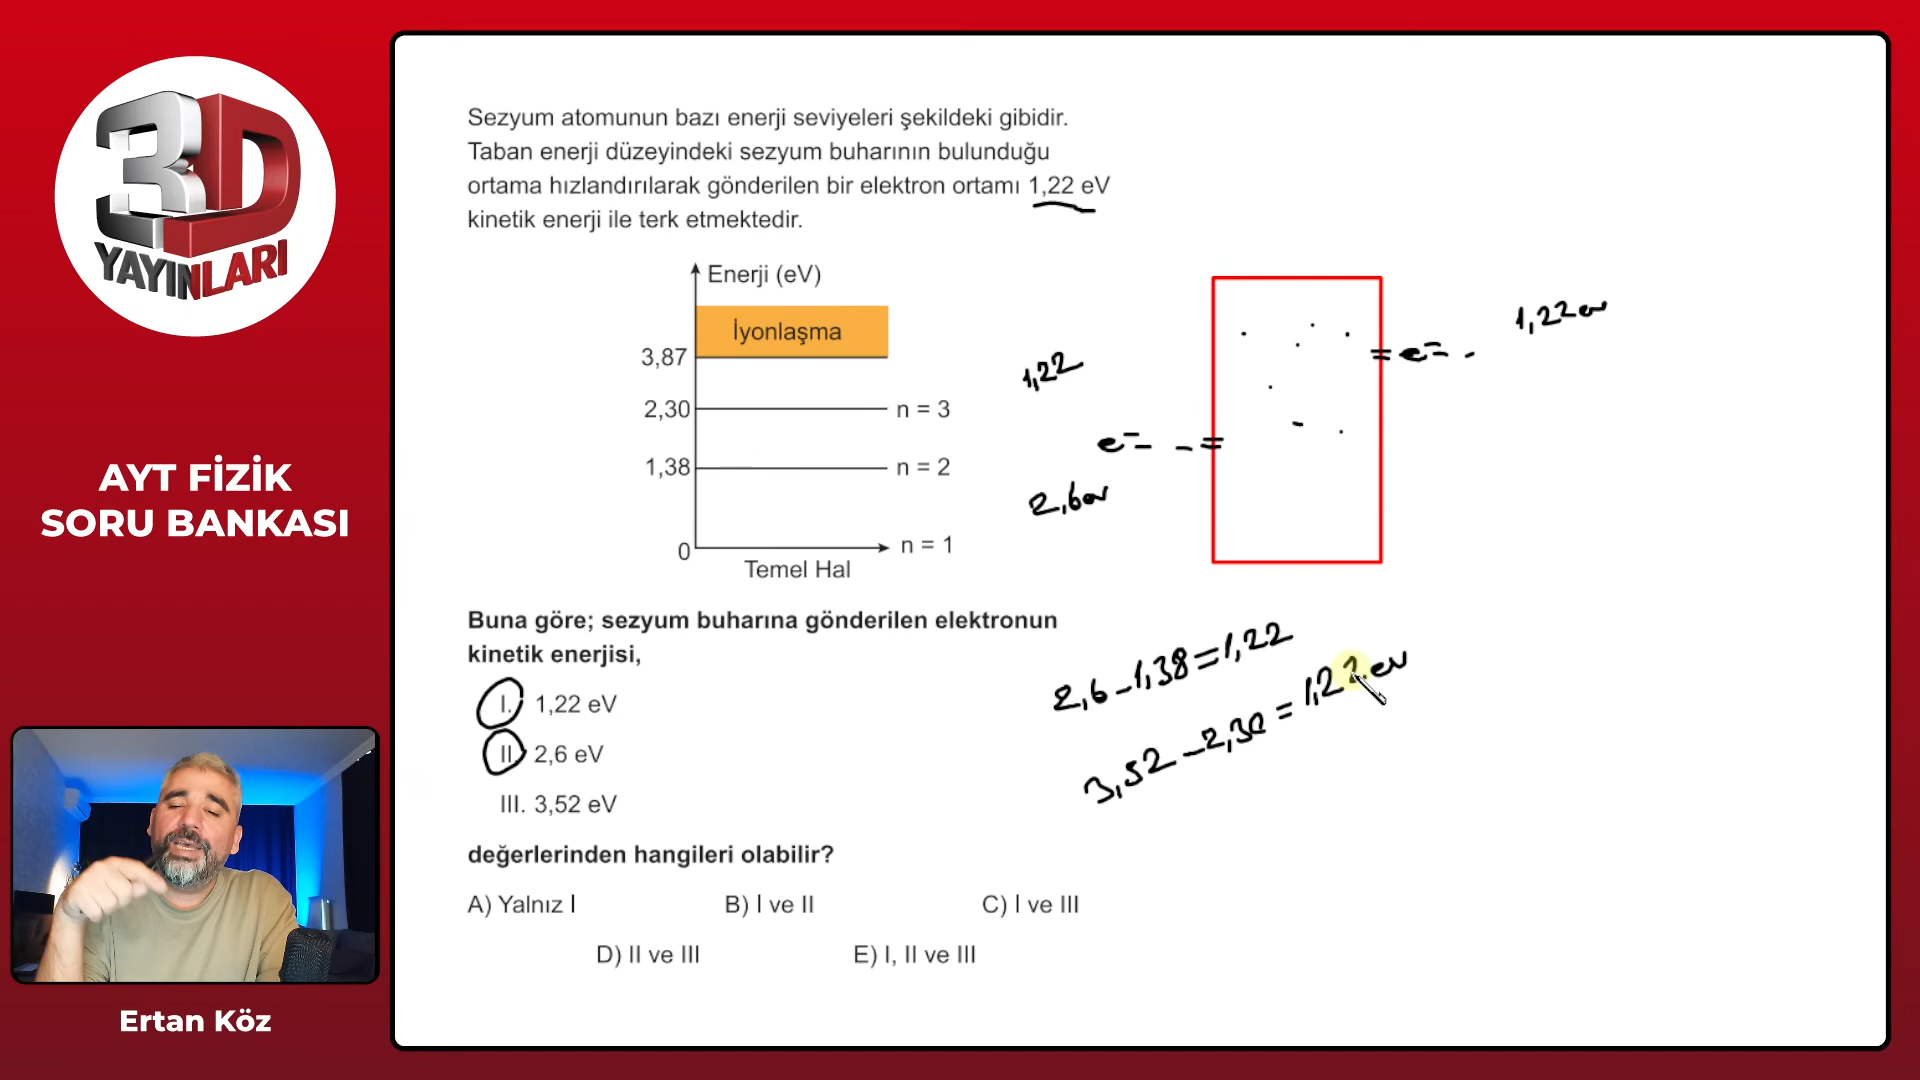 3D
YAYINLARI
AYT FİZİK
SORU BANKASI
Ertan Köz
Sezyum atomunun bazı enerji seviyeleri şekildeki gibidir.
Taban enerji düzeyindeki sezyum buharının bulunduğu
ortama hızlandırılarak gönderilen bir elektron ortamı 1,22 eV
kinetik enerji ile terk etmektedir.
Enerji (eV)
İyonlaşma
3,87
2,30 n = 3
1,38 n = 2
0 n = 1
Temel Hal
1,22
e-
2,6 ev
e-
1,22 ev
Buna göre; sezyum buharına gönderilen elektronun
kinetik enerjisi,
I. 1,22 eV
II. 2,6 eV
III. 3,52 eV
2,6 - 1,38 = 1,22
3,52 - 2,30 = 1,22 ev
değerlerinden hangileri olabilir?
A) Yalnız I B) I ve II C) I ve III
D) II ve III E) I, II ve III